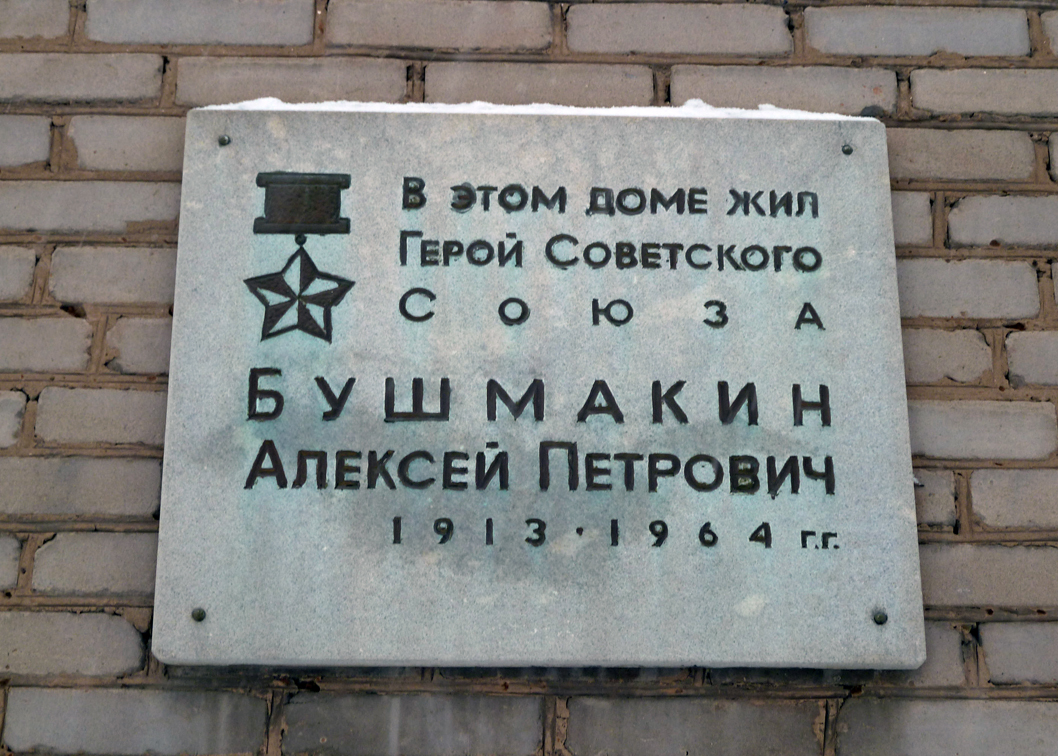 В этом доме жил
Герой Советского
Союза
Бушмакин
Алексей Петрович
1913·1964 г.г.